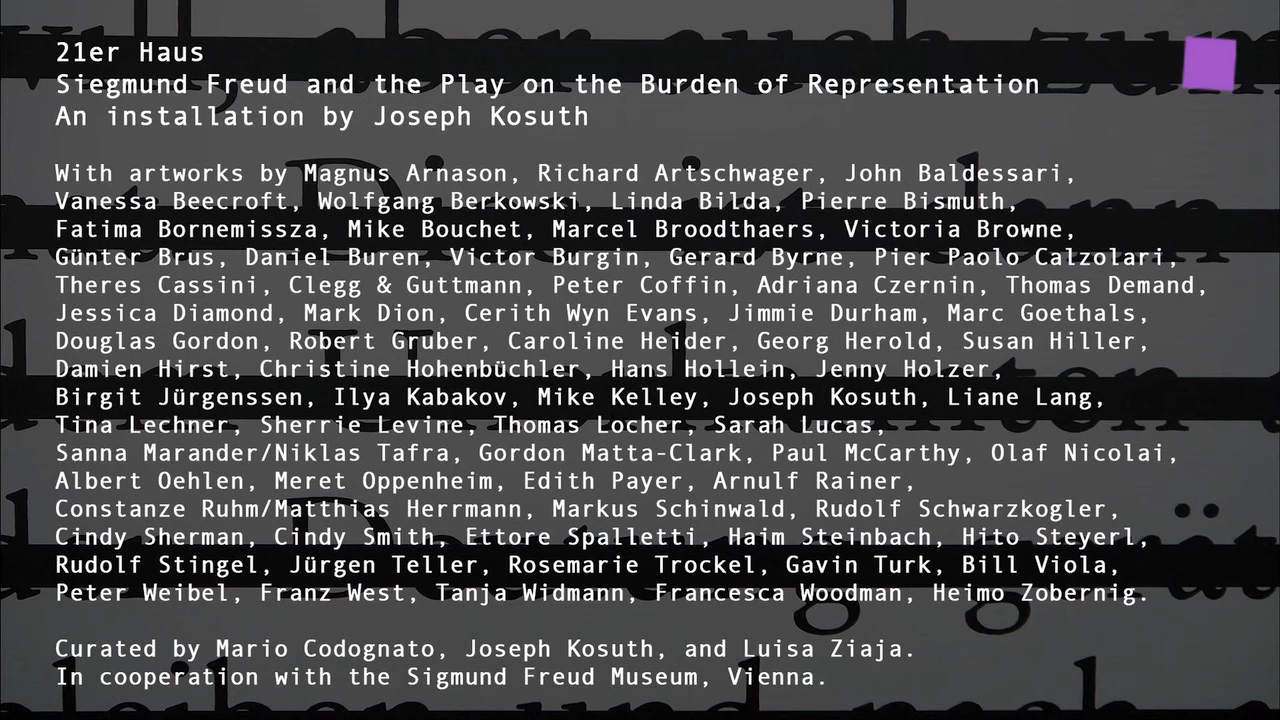 21er Haus
Siegmund Freud and the Play on the Burden of Representation
An installation by Joseph Kosuth
With artworks by Magnus Arnason, Richard Artschwager, John Baldessari,
Vanessa Beecroft, Wolfgang Berkowski, Linda Bilda, Pierre Bismuth,
Fatima Bornemissza, Mike Bouchet, Marcel Broodthaers, Victoria Browne,
Günter Brus, Daniel Buren, Victor Burgin, Gerard Byrne, Pier Paolo Calzolari,
Theres Cassini, Clegg & Guttmann, Peter Coffin, Adriana Czernin, Thomas Demand,
Jessica Diamond, Mark Dion, Cerith Wyn Evans, Jimmie Durham, Marc Goethals,
Douglas Gordon, Robert Gruber, Caroline Heider, Georg Herold, Susan Hiller,
Damien Hirst, Christine Hohenbüchler, Hans Hollein, Jenny Holzer,
Birgit Jürgenssen, Ilya Kabakov, Mike Kelley, Joseph Kosuth, Liane Lang,
Tina Lechner, Sherrie Levine, Thomas Locher, Sarah Lucas,
Sanna Marander/Niklas Tafra, Gordon Matta-Clark, Paul McCarthy, Olaf Nicolai,
Albert Oehlen, Meret Oppenheim, Edith Payer, Arnulf Rainer,
Constanze Ruhm/Matthias Herrmann, Markus Schinwald, Rudolf Schwarzkogler,
Cindy Sherman, Cindy Smith, Ettore Spalletti, Haim Steinbach, Hito Steyerl,
Rudolf Stingel, Jürgen Teller, Rosemarie Trockel, Gavin Turk, Bill Viola,
Peter Weibel, Franz West, Tanja Widmann, Francesca Woodman, Heimo Zobernig.
Curated by Mario Codognato, Joseph Kosuth, and Luisa Ziaja.
In cooperation with the Sigmund Freud Museum, Vienna.